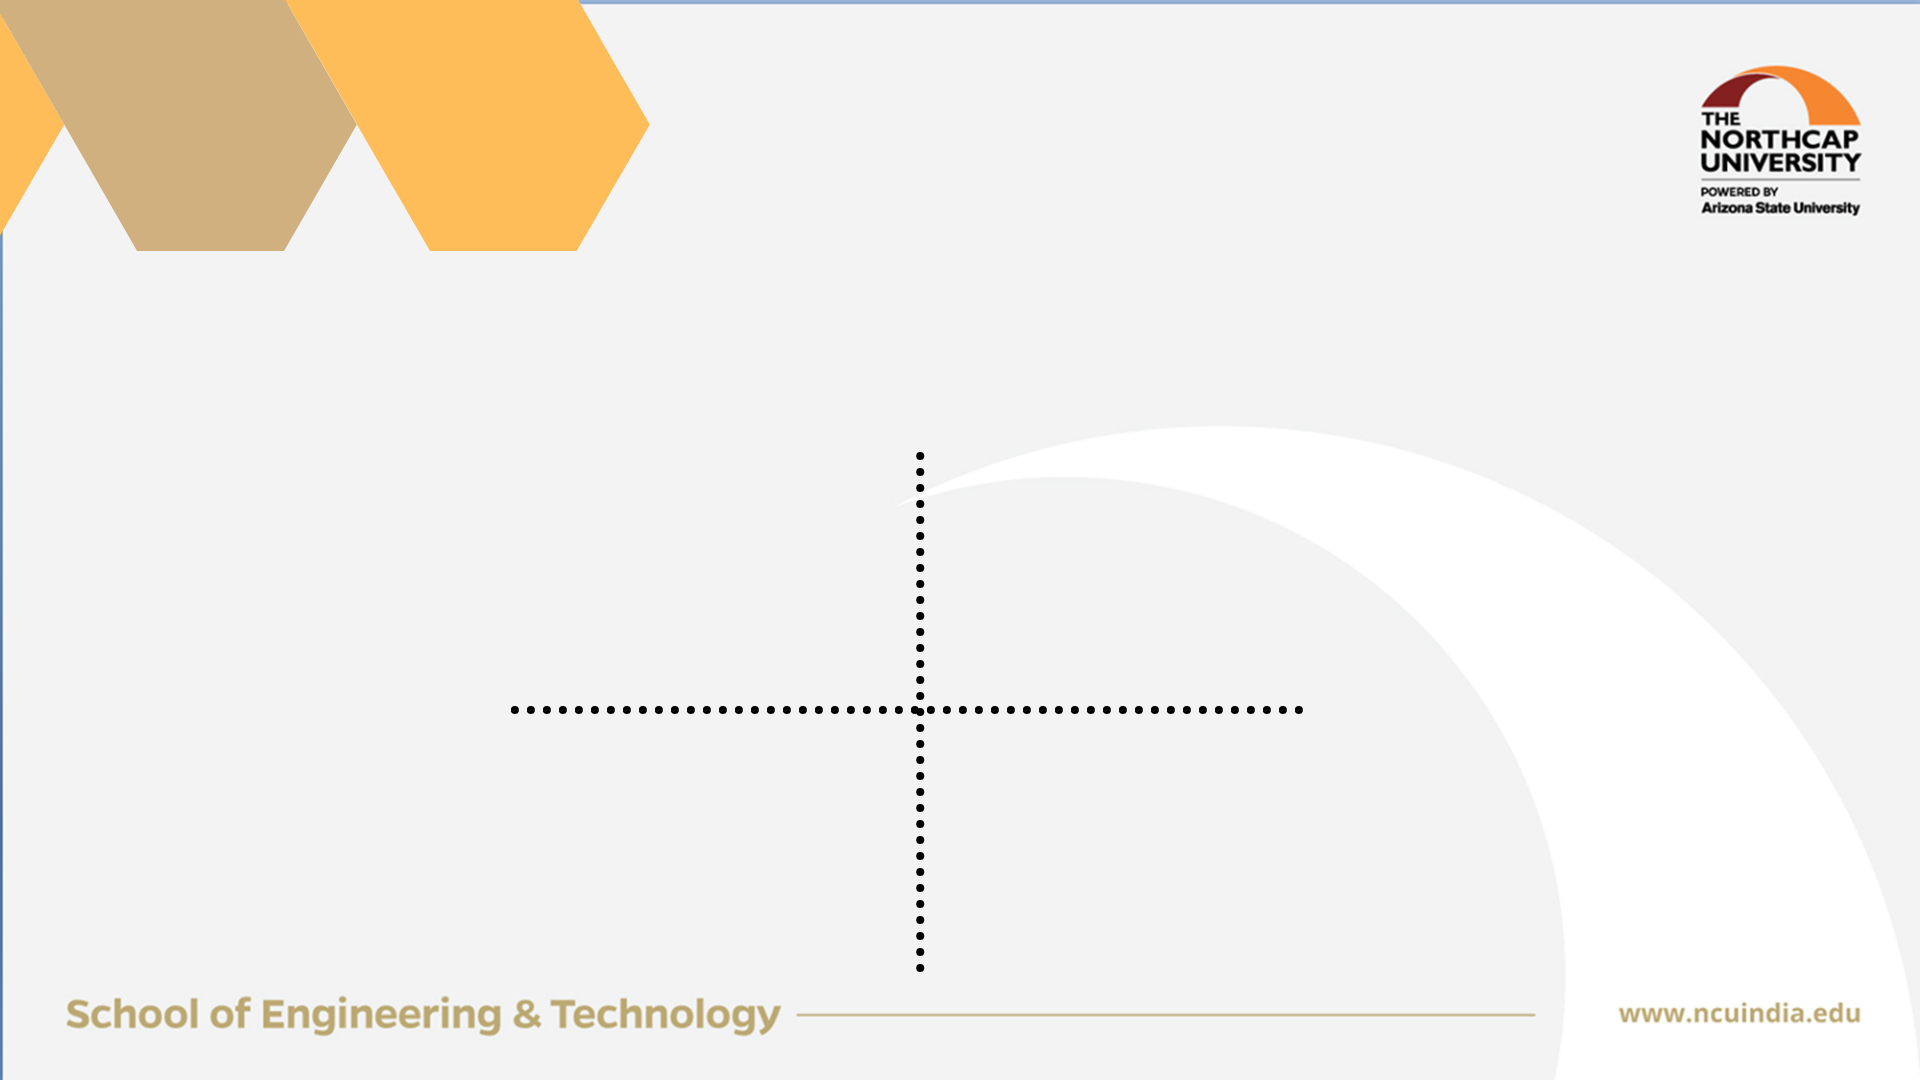 THE
NORTHCAP
UNIVERSITY
POWERED BY
Arizona State University
School of Engineering & Technology
www.ncuindia.edu